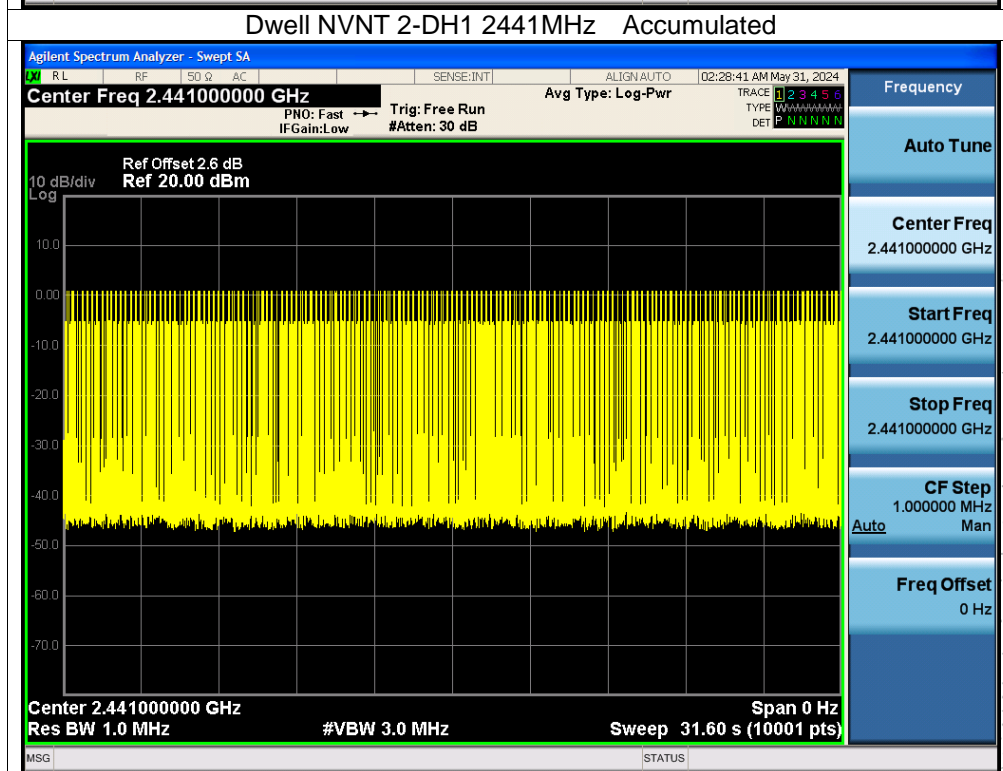 Dwell NVNT 2-DH1 2441MHz Accumulated
Agilent Spectrum Analyzer - Swept SA
LXI RL RF 50 Ω AC SENSE:INT ALIGN AUTO 02:28:41 AM May 31, 2024
Center Freq 2.441000000 GHz
PNO: Fast
IFGain:Low
Trig: Free Run
#Atten: 30 dB
Avg Type: Log-Pwr
TRACE 1 2 3 4 5 6
TYPE W
DET P N N N N N
Frequency
Auto Tune
Center Freq
2.441000000 GHz
Start Freq
2.441000000 GHz
Stop Freq
2.441000000 GHz
CF Step
1.000000 MHz
Auto Man
Freq Offset
0 Hz
Ref Offset 2.6 dB
10 dB/div Ref 20.00 dBm
Log
10.0
0.00
-10.0
-20.0
-30.0
-40.0
-50.0
-60.0
-70.0
Center 2.441000000 GHz Span 0 Hz
Res BW 1.0 MHz #VBW 3.0 MHz Sweep 31.60 s (10001 pts)
MSG STATUS